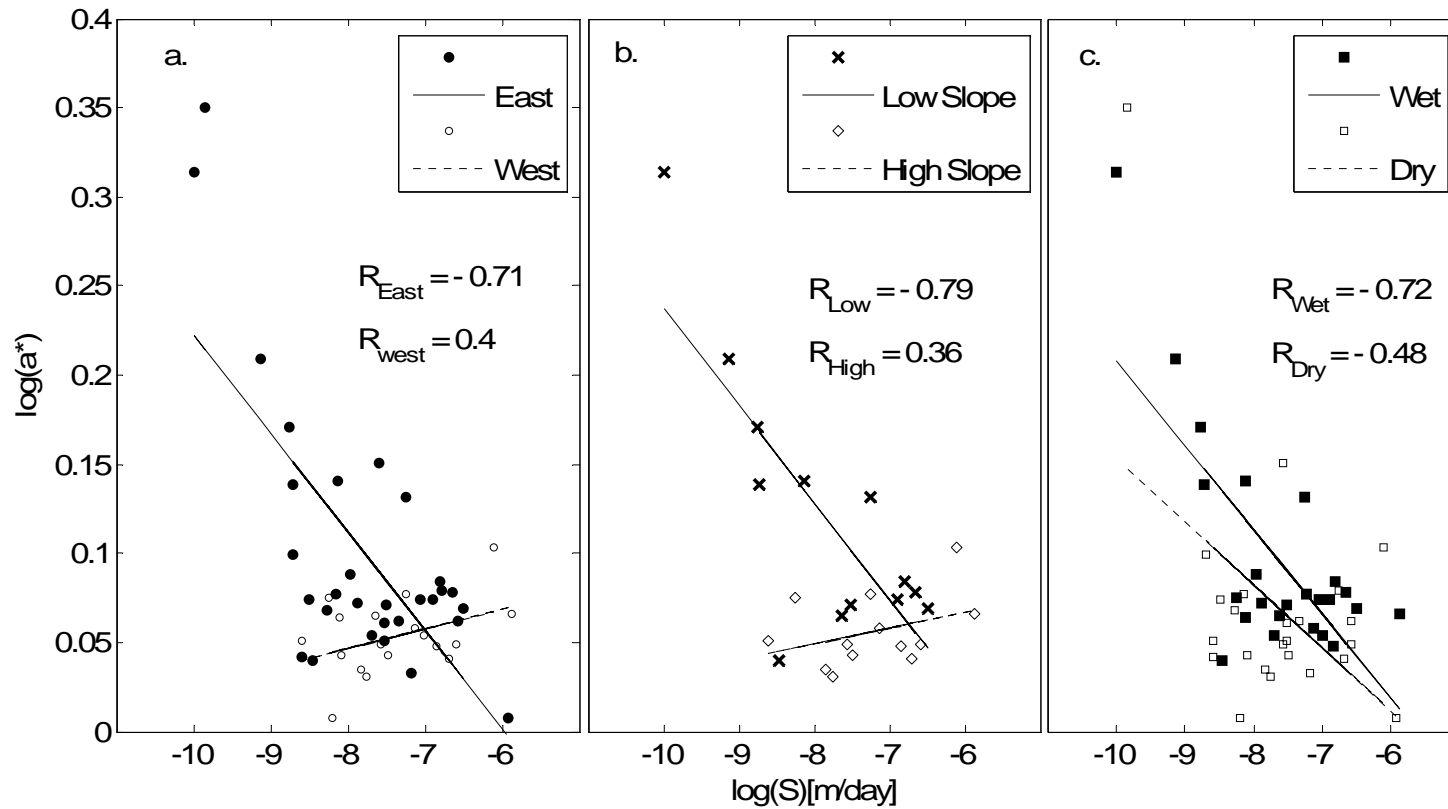 a.
East
West
R_East = - 0.71
R_west = 0.4
b.
Low Slope
High Slope
R_Low = - 0.79
R_High = 0.36
c.
Wet
Dry
R_Wet = - 0.72
R_Dry = - 0.48
log(a*)
0.4
0.35
0.3
0.25
0.2
0.15
0.1
0.05
0
-10 -9 -8 -7 -6
-10 -9 -8 -7 -6
-10 -9 -8 -7 -6
log(S)[m/day]